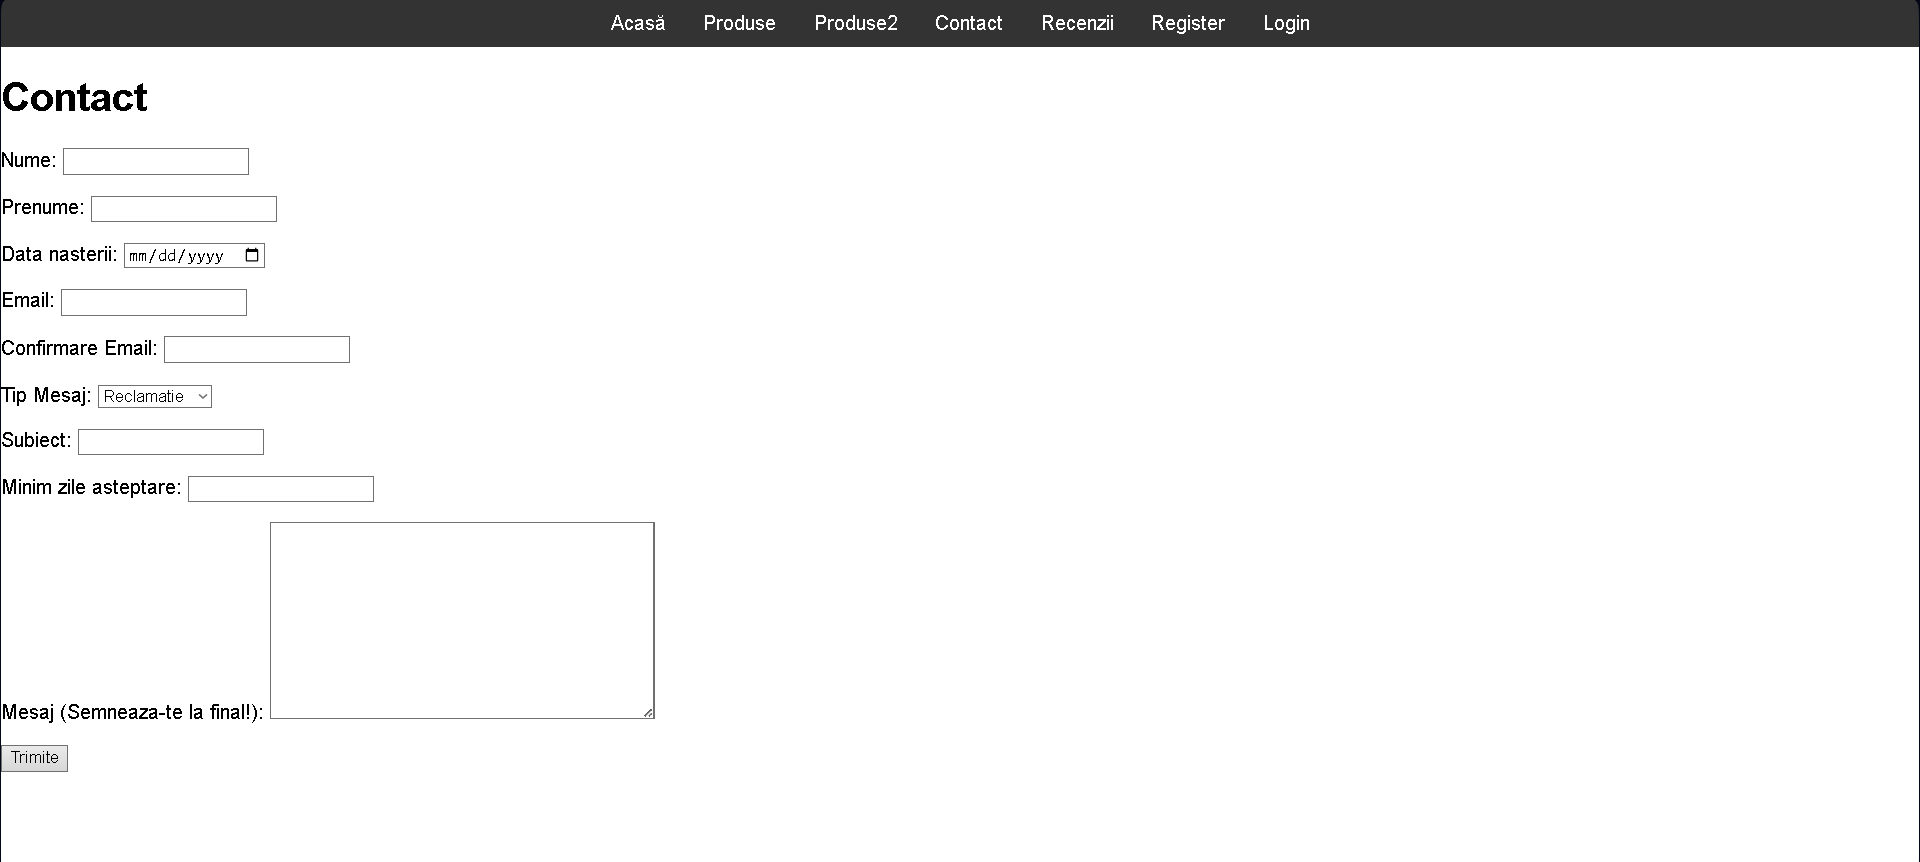 Acasă Produse Produse2 Contact Recenzii Register Login
Contact
Nume:
Prenume:
Data nasterii: mm/dd/yyyy
Email:
Confirmare Email:
Tip Mesaj: Reclamatie
Subiect:
Minim zile asteptare:
Mesaj (Semneaza-te la final!):
Trimite